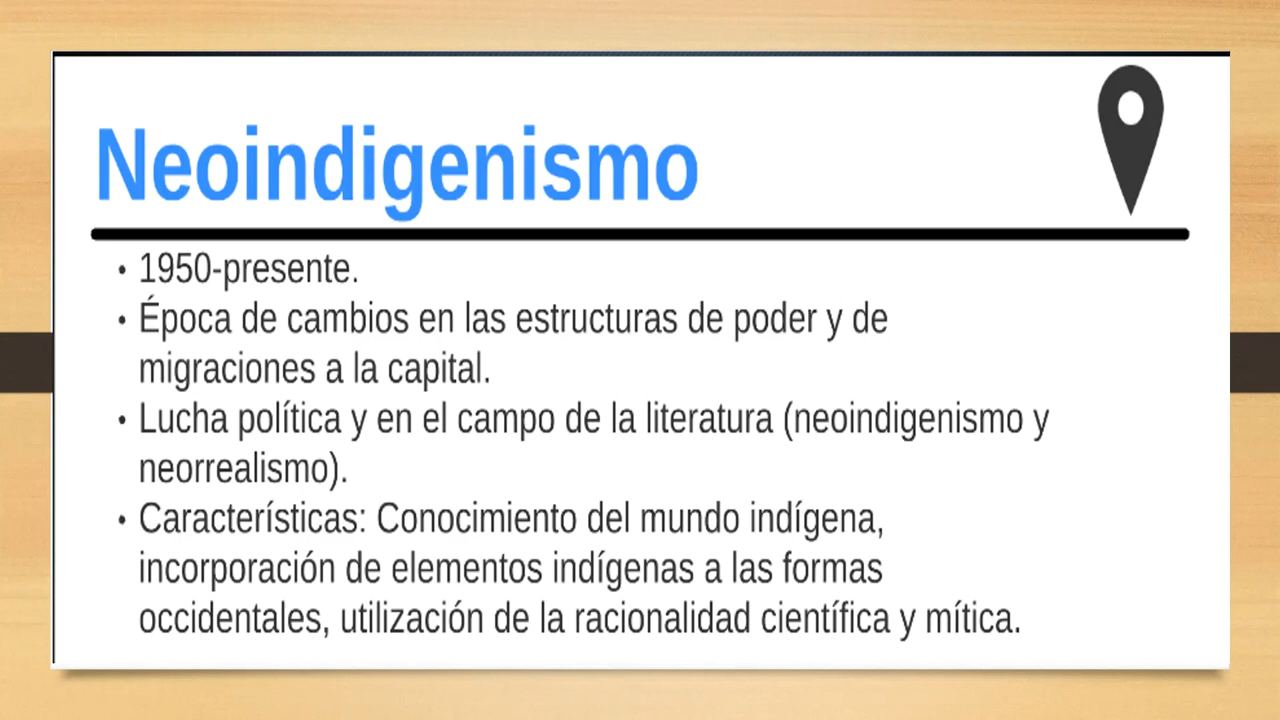 Neoindigenismo
• 1950-presente.
• Época de cambios en las estructuras de poder y de
migraciones a la capital.
• Lucha política y en el campo de la literatura (neoindigenismo y
neorrealismo).
• Características: Conocimiento del mundo indígena,
incorporación de elementos indígenas a las formas
occidentales, utilización de la racionalidad científica y mítica.